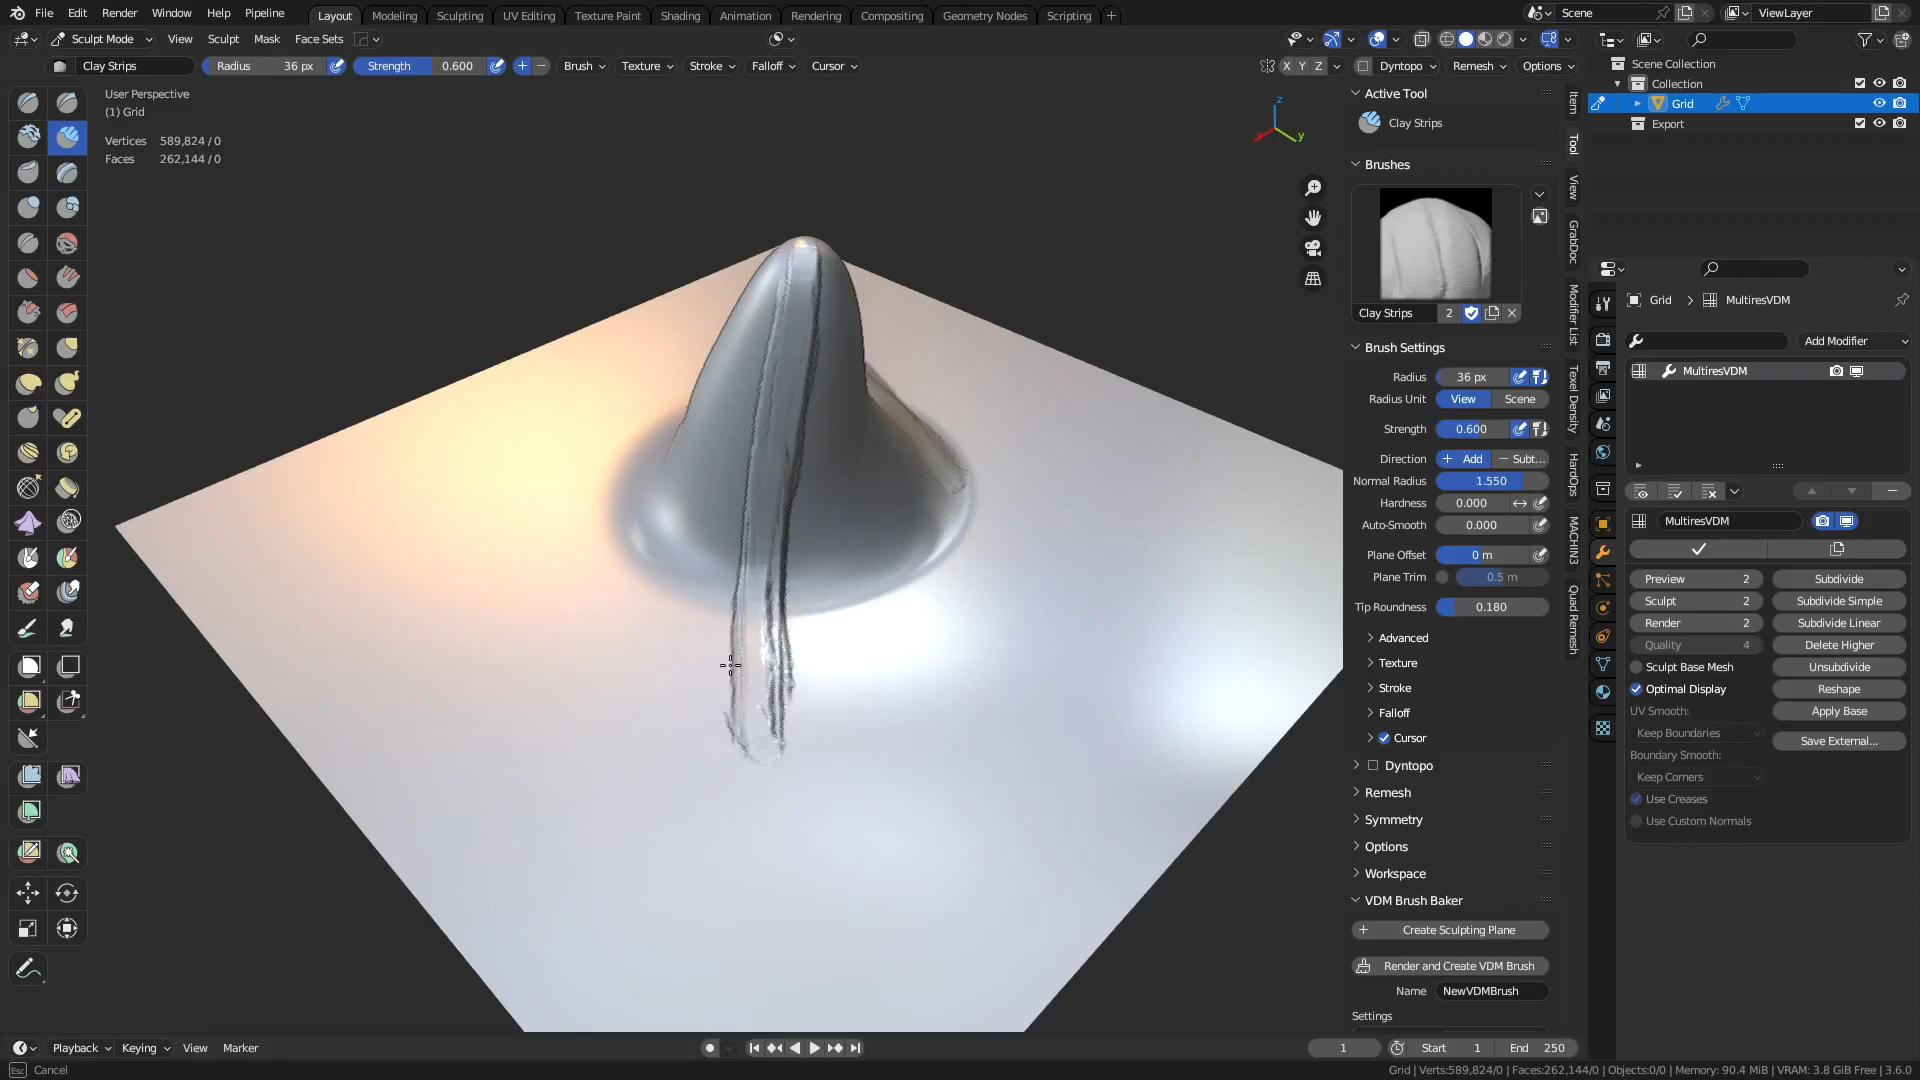 File Edit Render Window Help Pipeline Layout Modeling Sculpting UV Editing Texture Paint Shading Animation Rendering Compositing Geometry Nodes Scripting + Scene ViewLayer
Sculpt Mode View Sculpt Mask Face Sets
Clay Strips Radius 36 px Strength 0.600 + − Brush Texture Stroke Falloff Cursor X Y Z Dyntopo Remesh Options
User Perspective
(1) Grid
Vertices 589,824 / 0
Faces 262,144 / 0
z
x
y
Active Tool
Clay Strips
Brushes
Clay Strips 2
Brush Settings
Radius 36 px
Radius Unit View Scene
Strength 0.600
Direction + Add − Subt...
Normal Radius 1.550
Hardness 0.000
Auto-Smooth 0.000
Plane Offset 0 m
Plane Trim 0.5 m
Tip Roundness 0.180
Advanced
Texture
Stroke
Falloff
Cursor
Dyntopo
Remesh
Symmetry
Options
Workspace
VDM Brush Baker
+ Create Sculpting Plane
Render and Create VDM Brush
Name NewVDMBrush
Settings
Item
Tool
View
GrabDoc
Modifier List
Texel Density
HardOps
MACHIN3
Quad Remesh
Scene Collection
Collection
Grid
Export
Grid > MultiresVDM
Add Modifier
MultiresVDM
MultiresVDM
Preview 2 Subdivide
Sculpt 2 Subdivide Simple
Render 2 Subdivide Linear
Quality 4 Delete Higher
Sculpt Base Mesh Unsubdivide
Optimal Display Reshape
UV Smooth: Apply Base
Keep Boundaries Save External...
Boundary Smooth:
Keep Corners
Use Creases
Use Custom Normals
Playback Keying View Marker 1 Start 1 End 250
Esc Cancel Grid | Verts:589,824/0 | Faces:262,144/0 | Objects:0/0 | Memory: 90.4 MiB | VRAM: 3.8 GiB Free | 3.6.0